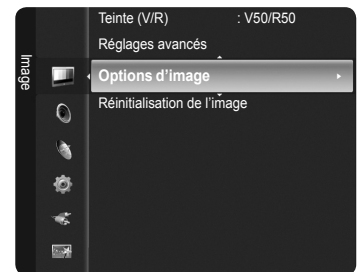 Image
Teinte (V/R) : V50/R50
Réglages avancés
Options d’image
Réinitialisation de l’image